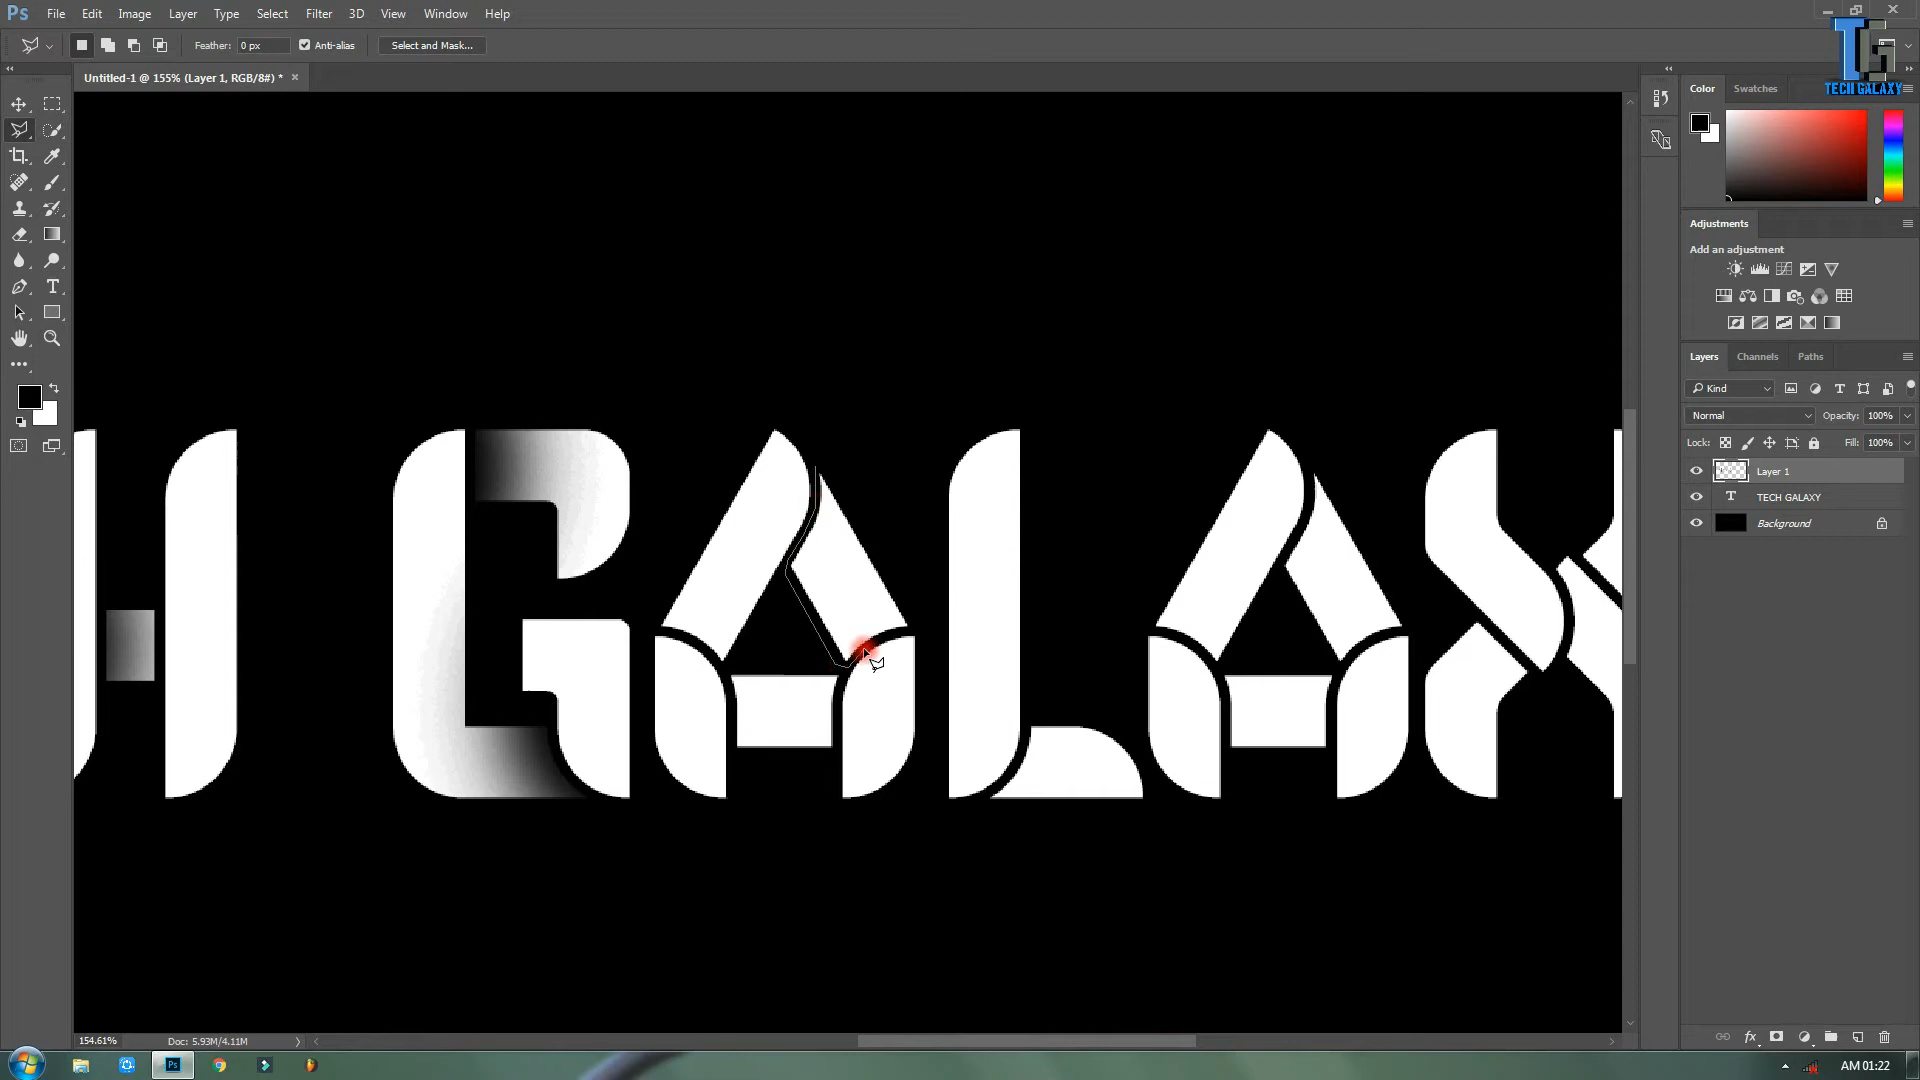 Ps File Edit Image Layer Type Select Filter 3D View Window Help
Feather: 0 px Anti-alias Select and Mask...
TG
TECH GALAXY
Untitled-1 @ 155% (Layer 1, RGB/8#) *
Color Swatches
Adjustments
Add an adjustment
Layers Channels Paths
Kind
Normal Opacity: 100%
Lock: Fill: 100%
Layer 1
TECH GALAXY
Background
H GALAX
154.61% Doc: 5.93M/4.11M
Ps
AM 01:22